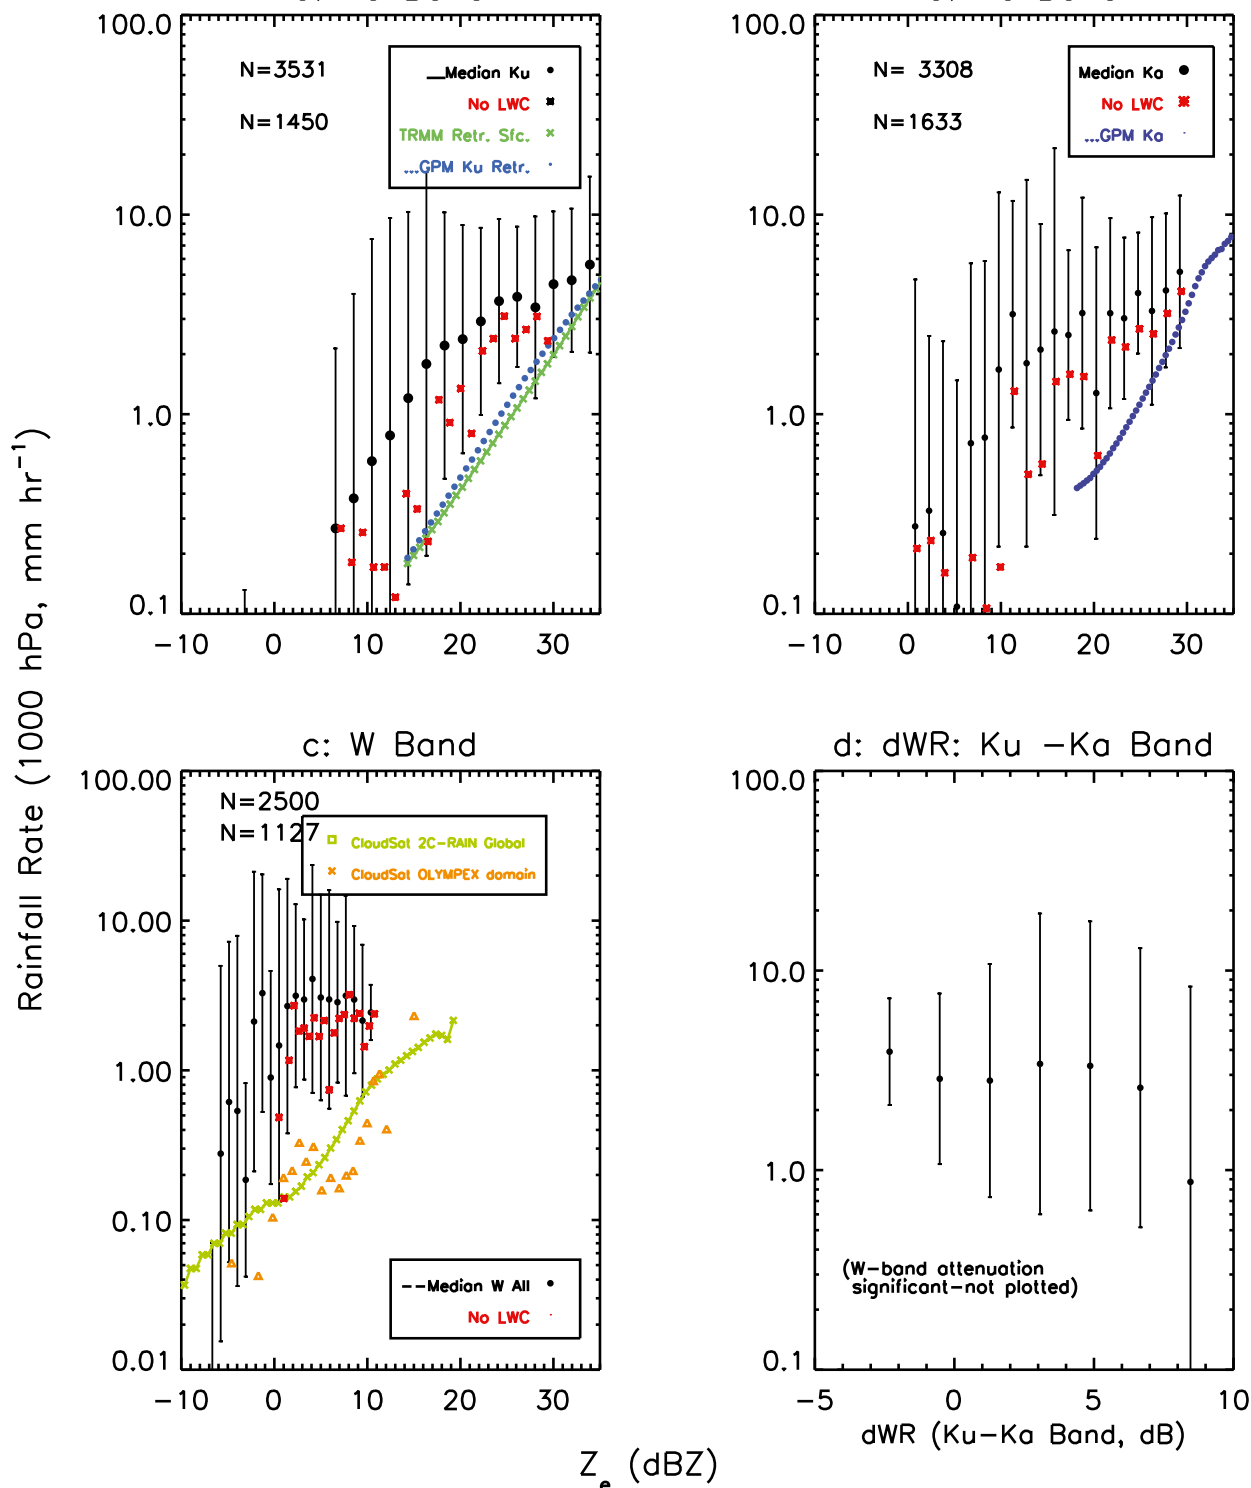 100.0
N=3531
N=1450
Median Ku
No LWC
TRMM Retr. Sfc.
...GPM Ku Retr.
10.0
1.0
0.1
−10 0 10 20 30
100.0
N= 3308
N=1633
Median Ka
No LWC
...GPM Ka
10.0
1.0
0.1
−10 0 10 20 30
Rainfall Rate (1000 hPa, mm hr−1)
c: W Band
100.00
N=2500
N=1127
CloudSat 2C−RAIN Global
CloudSat OLYMPEX domain
10.00
1.00
0.10
0.01
−−Median W All
No LWC
−10 0 10 20 30
d: dWR: Ku −Ka Band
100.0
10.0
1.0
0.1
(W−band attenuation
significant−not plotted)
−5 0 5 10
dWR (Ku−Ka Band, dB)
Ze (dBZ)